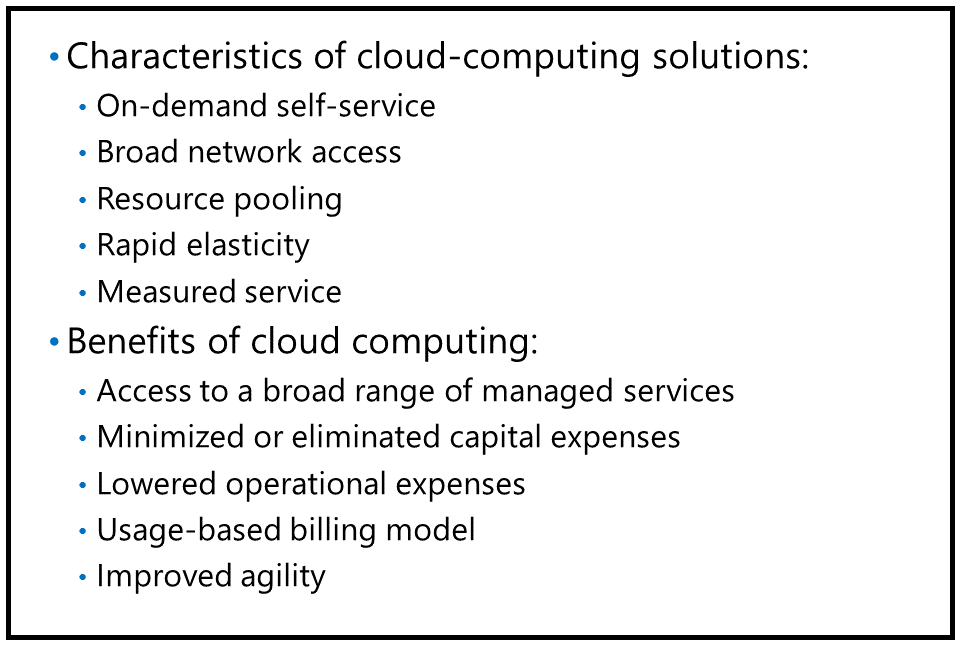 • Characteristics of cloud-computing solutions:
• On-demand self-service
• Broad network access
• Resource pooling
• Rapid elasticity
• Measured service
• Benefits of cloud computing:
• Access to a broad range of managed services
• Minimized or eliminated capital expenses
• Lowered operational expenses
• Usage-based billing model
• Improved agility